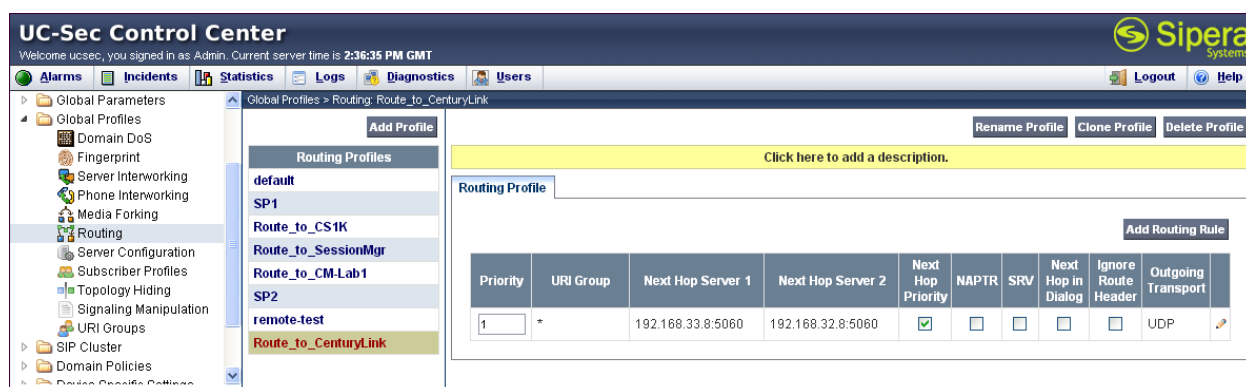 UC-Sec Control Center
Sipera
Systems
Welcome ucsec, you signed in as Admin. Current server time is 2:36:35 PM GMT
Alarms Incidents Statistics Logs Diagnostics Users Logout Help
Global Parameters
Global Profiles
Domain DoS
Fingerprint
Server Interworking
Phone Interworking
Media Forking
Routing
Server Configuration
Subscriber Profiles
Topology Hiding
Signaling Manipulation
URI Groups
SIP Cluster
Domain Policies
Global Profiles > Routing: Route_to_CenturyLink
Add Profile
Routing Profiles
default
SP1
Route_to_CS1K
Route_to_SessionMgr
Route_to_CM-Lab1
SP2
remote-test
Route_to_CenturyLink
Rename Profile Clone Profile Delete Profile
Click here to add a description.
Routing Profile
Add Routing Rule
Priority URI Group Next Hop Server 1 Next Hop Server 2 Next Hop Priority NAPTR SRV Next Hop in Dialog Ignore Route Header Outgoing Transport
1 * 192.168.33.8:5060 192.168.32.8:5060 UDP